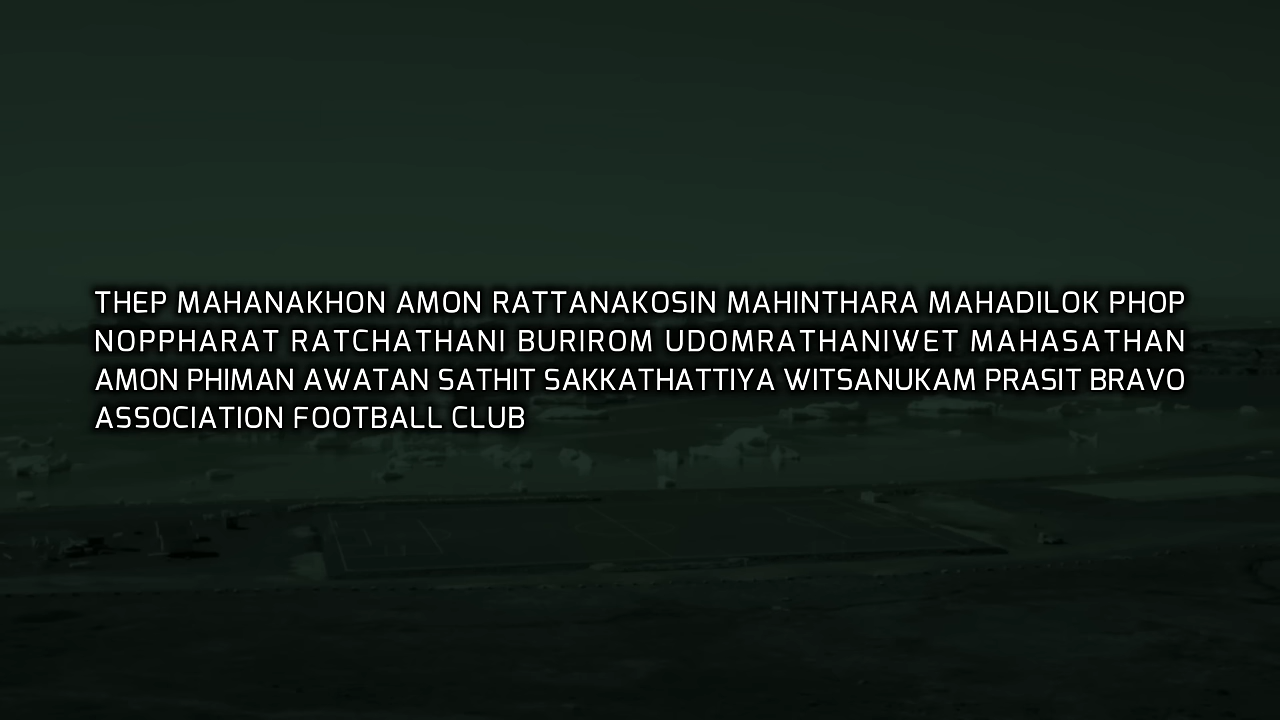 THEP MAHANAKHON AMON RATTANAKOSIN MAHINTHARA MAHADILOK PHOP
NOPPHARAT RATCHATHANI BURIROM UDOMRATHANIWET MAHASATHAN
AMON PHIMAN AWATAN SATHIT SAKKATHATTIYA WITSANUKAM PRASIT BRAVO
ASSOCIATION FOOTBALL CLUB